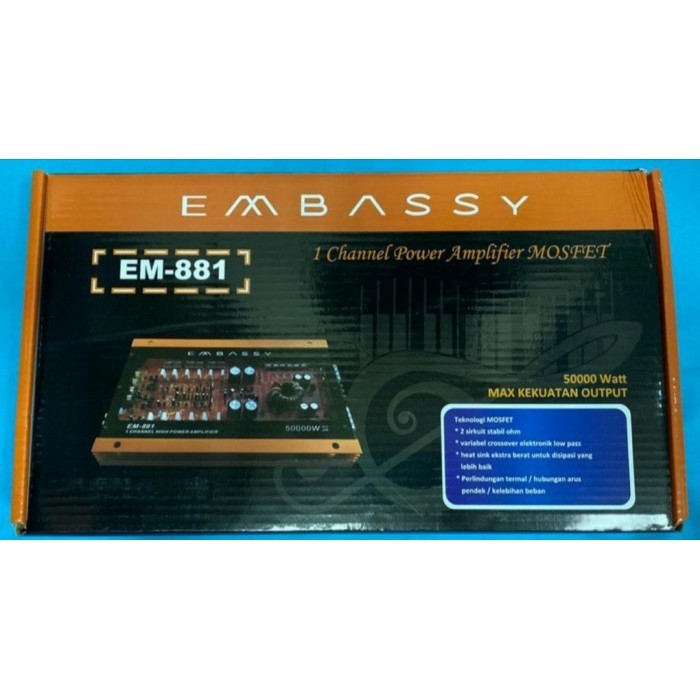 EMBASSY
1 Channel Power Amplifier MOSFET
EM-881
EMBASSY
EM-881
1 CHANNEL HIGH POWER AMPLIFIER
50000W
50000 Watt
MAX KEKUATAN OUTPUT
Teknologi MOSFET
* 2 sirkuit stabil ohm
* variabel crossover elektronik low pass
* heat sink ekstra berat untuk disipasi yang
lebih baik
* Perlindungan termal / hubungan arus
pendek / kelebihan beban